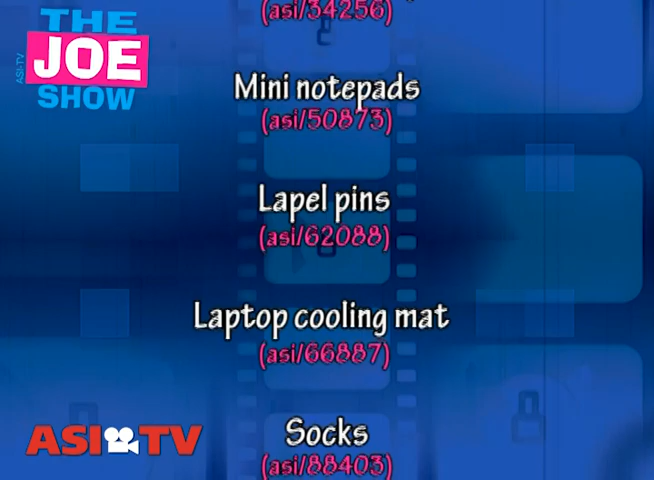 THE
JOE
SHOW
ASI-TV
(asi/34256)
Mini notepads
(asi/50873)
Lapel pins
(asi/62088)
Laptop cooling mat
(asi/66887)
Socks
(asi/88403)
ASI TV